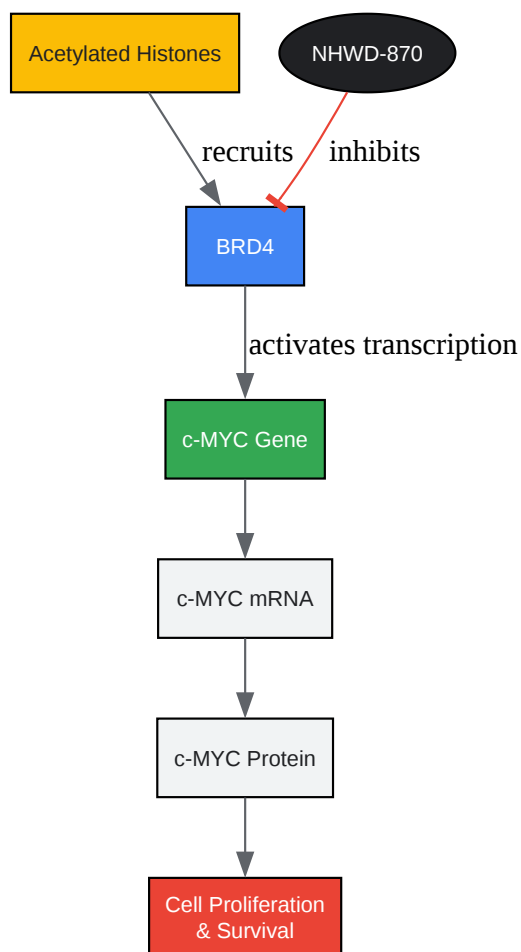 Acetylated Histones
NHWD-870
recruits
inhibits
BRD4
activates transcription
c-MYC Gene
c-MYC mRNA
c-MYC Protein
Cell Proliferation
& Survival